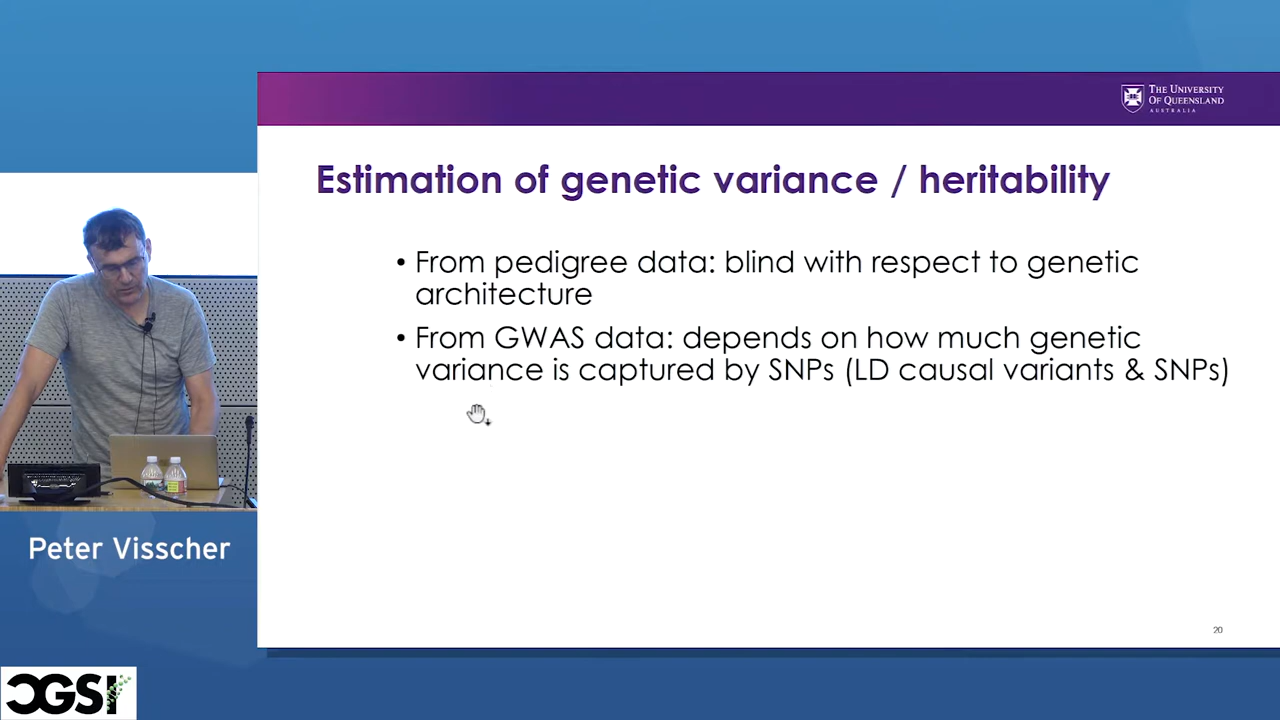 THE UNIVERSITY
OF QUEENSLAND
AUSTRALIA
Estimation of genetic variance / heritability
• From pedigree data: blind with respect to genetic
architecture
• From GWAS data: depends on how much genetic
variance is captured by SNPs (LD causal variants & SNPs)
20
Peter Visscher
CGSI